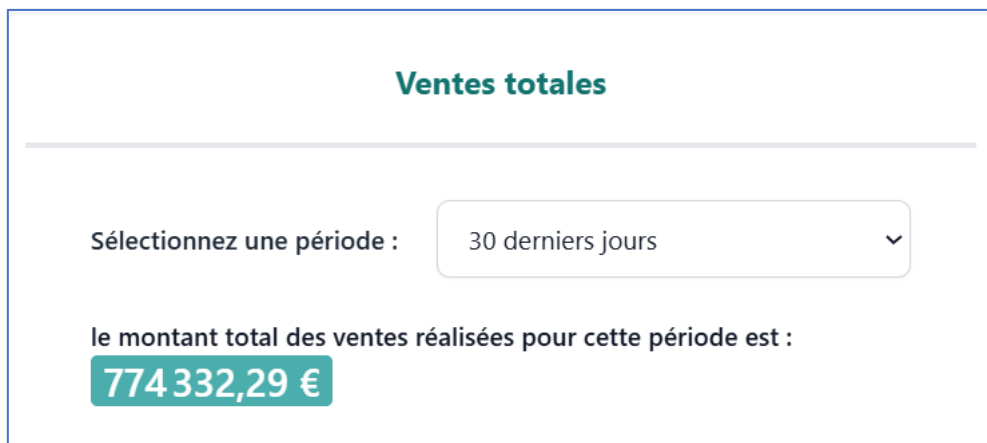 Ventes totales
Sélectionnez une période :
30 derniers jours
le montant total des ventes réalisées pour cette période est :
774 332,29 €